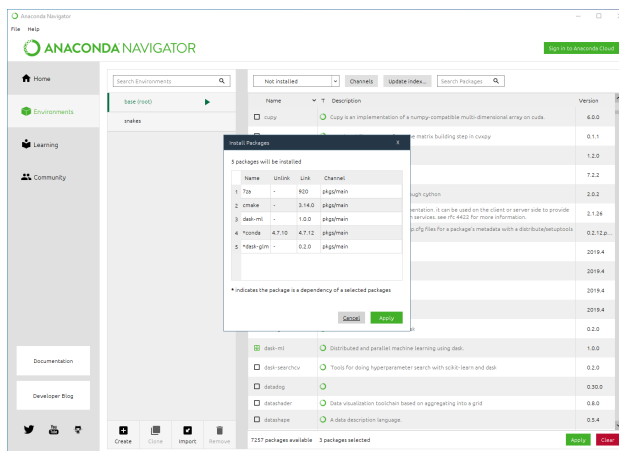 Anaconda Navigator
File Help
ANACONDA NAVIGATOR
Sign in to Anaconda Cloud
Home
Environments
Learning
Community
Documentation
Developer Blog
Search Environments
base (root)
snakes
Create Clone Import Remove
Not installed Channels Update index... Search Packages
Name T Description Version
cupy Cupy is an implementation of a numpy-compatible multi-dimensional array on cuda. 6.0.0
matrix building step in cvxpy 0.1.1
1.2.0
7.2.2
ough cython 2.0.2
mentation. it can be used on the client or server side to provide
n services. see rfc 4422 for more information. 2.1.26
p.cfg files for a package's metadata with a distribute/setuptools 0.2.12.p...
2019.4
2019.4
2019.4
2019.4
0.2.0
dask-ml Distributed and parallel machine learning using dask. 1.0.0
dask-searchcv Tools for doing hyperparameter search with scikit-learn and dask 0.2.0
datadog 0.30.0
datashader Data visualization toolchain based on aggregating into a grid 0.8.0
datashape A data description language. 0.5.4
7257 packages available 3 packages selected Apply Clear
Install Packages X
5 packages will be installed
Name Unlink Link Channel
1 7za - 920 pkgs/main
2 cmake - 3.14.0 pkgs/main
3 dask-ml - 1.0.0 pkgs/main
4 *conda 4.7.10 4.7.12 pkgs/main
5 *dask-glm - 0.2.0 pkgs/main
* indicates the package is a dependency of a selected packages
Cancel Apply